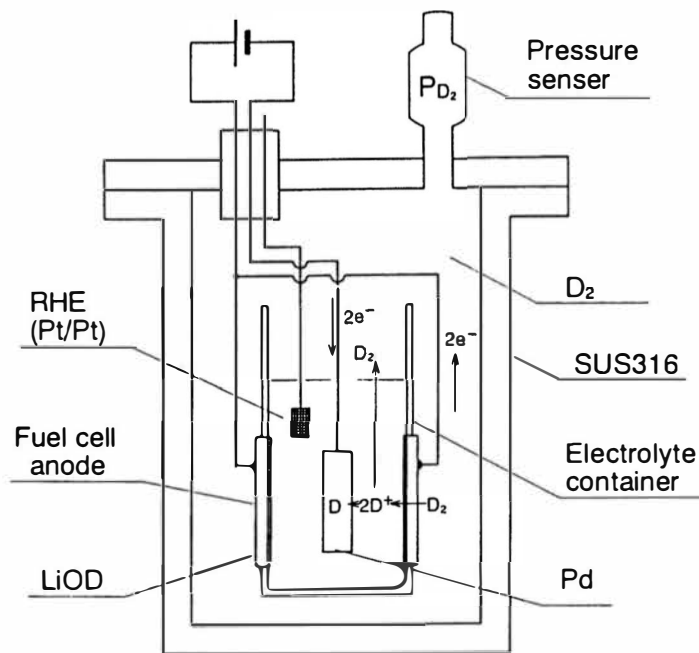 Pressure
senser
PD₂
D₂
RHE
(Pt/Pt)
2e⁻
D₂
2e⁻
SUS316
Fuel cell
anode
Electrolyte
container
D
2D⁺
D₂
LiOD
Pd